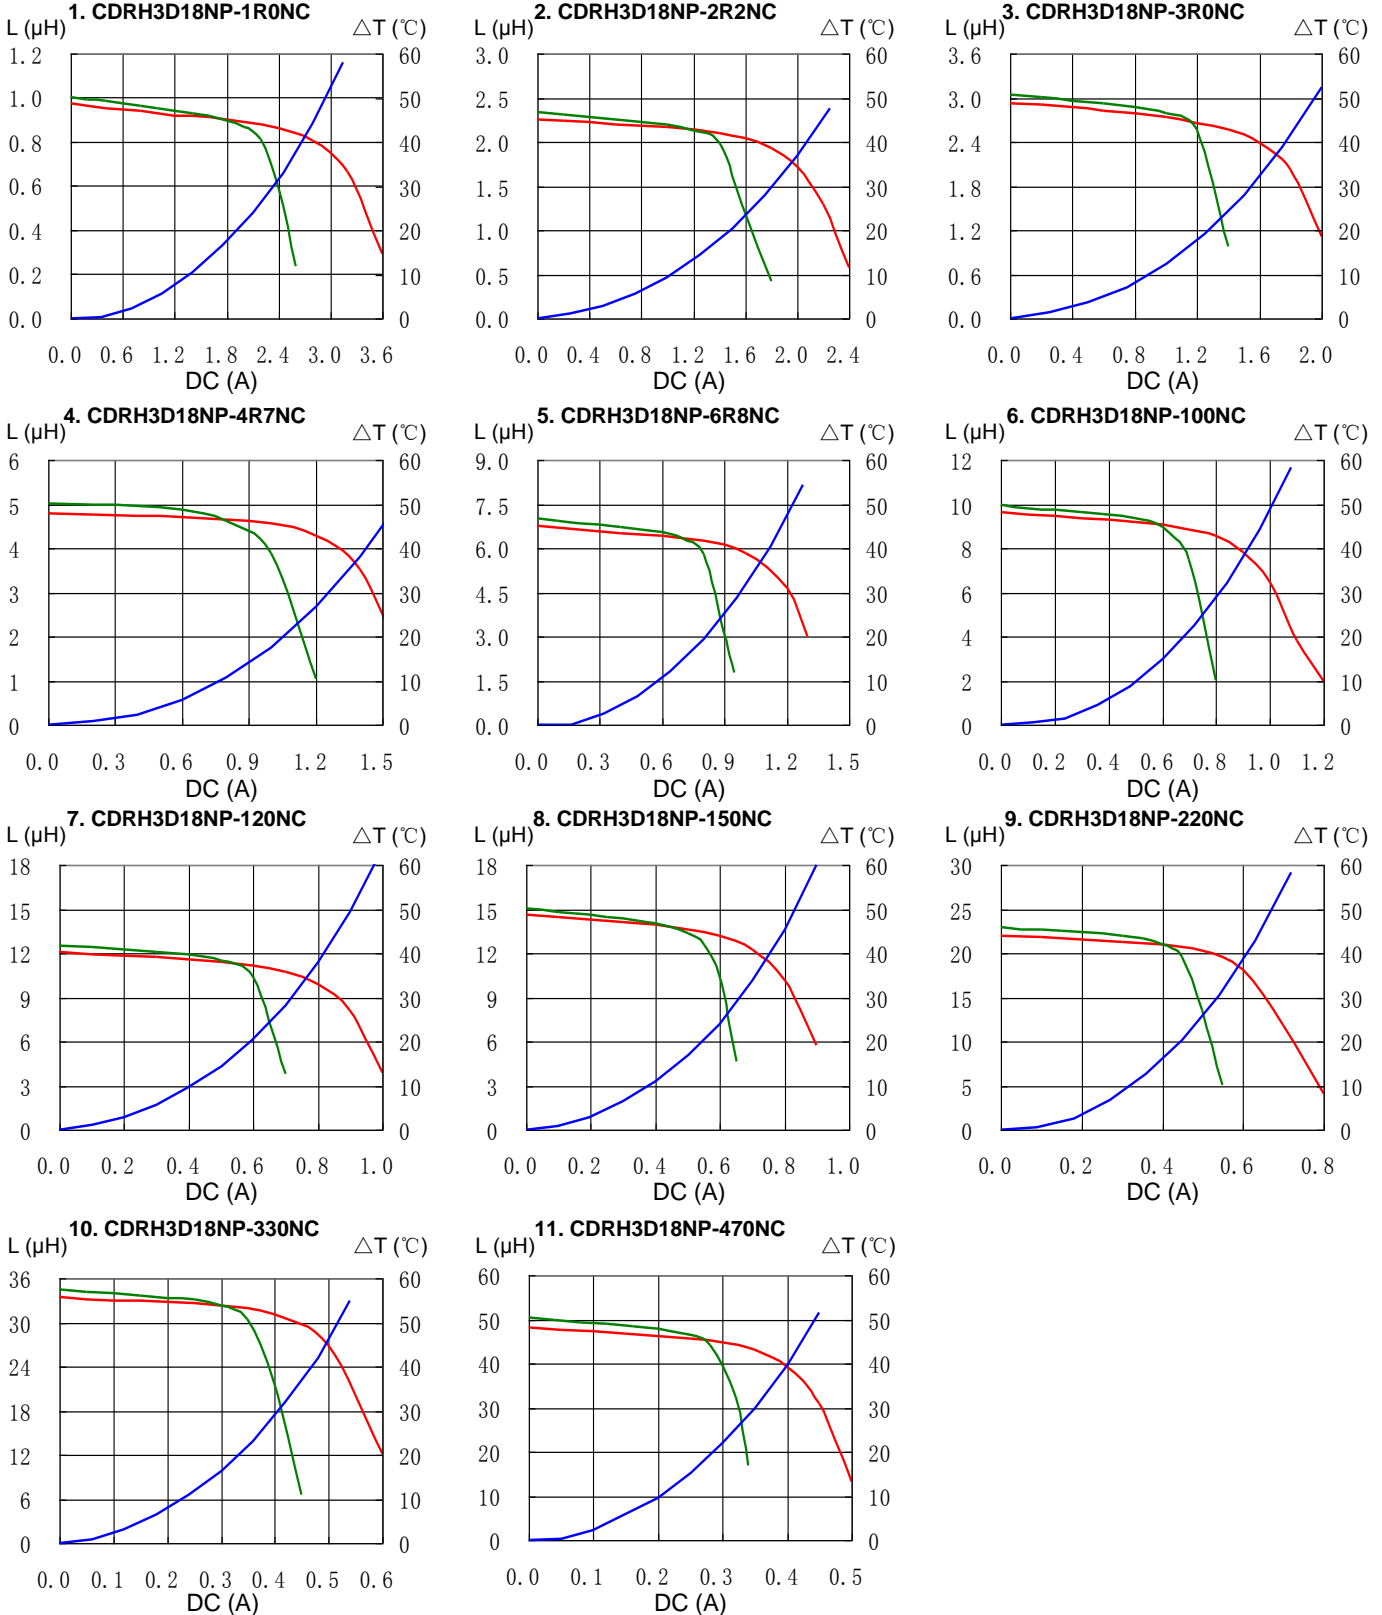 1. CDRH3D18NP-1R0NC
L (μH)
△T (℃)
1.2
1.0
0.8
0.6
0.4
0.2
0.0
60
50
40
30
20
10
0
0.0 0.6 1.2 1.8 2.4 3.0 3.6
DC (A)
2. CDRH3D18NP-2R2NC
L (μH)
△T (℃)
3.0
2.5
2.0
1.5
1.0
0.5
0.0
60
50
40
30
20
10
0
0.0 0.4 0.8 1.2 1.6 2.0 2.4
DC (A)
3. CDRH3D18NP-3R0NC
L (μH)
△T (℃)
3.6
3.0
2.4
1.8
1.2
0.6
0.0
60
50
40
30
20
10
0
0.0 0.4 0.8 1.2 1.6 2.0
DC (A)
4. CDRH3D18NP-4R7NC
L (μH)
△T (℃)
6
5
4
3
2
1
0
60
50
40
30
20
10
0
0.0 0.3 0.6 0.9 1.2 1.5
DC (A)
5. CDRH3D18NP-6R8NC
L (μH)
△T (℃)
9.0
7.5
6.0
4.5
3.0
1.5
0.0
60
50
40
30
20
10
0
0.0 0.3 0.6 0.9 1.2 1.5
DC (A)
6. CDRH3D18NP-100NC
L (μH)
△T (℃)
12
10
8
6
4
2
0
60
50
40
30
20
10
0
0.0 0.2 0.4 0.6 0.8 1.0 1.2
DC (A)
7. CDRH3D18NP-120NC
L (μH)
△T (℃)
18
15
12
9
6
3
0
60
50
40
30
20
10
0
0.0 0.2 0.4 0.6 0.8 1.0
DC (A)
8. CDRH3D18NP-150NC
L (μH)
△T (℃)
18
15
12
9
6
3
0
60
50
40
30
20
10
0
0.0 0.2 0.4 0.6 0.8 1.0
DC (A)
9. CDRH3D18NP-220NC
L (μH)
△T (℃)
30
25
20
15
10
5
0
60
50
40
30
20
10
0
0.0 0.2 0.4 0.6 0.8
DC (A)
10. CDRH3D18NP-330NC
L (μH)
△T (℃)
36
30
24
18
12
6
0
60
50
40
30
20
10
0
0.0 0.1 0.2 0.3 0.4 0.5 0.6
DC (A)
11. CDRH3D18NP-470NC
L (μH)
△T (℃)
60
50
40
30
20
10
0
60
50
40
30
20
10
0
0.0 0.1 0.2 0.3 0.4 0.5
DC (A)